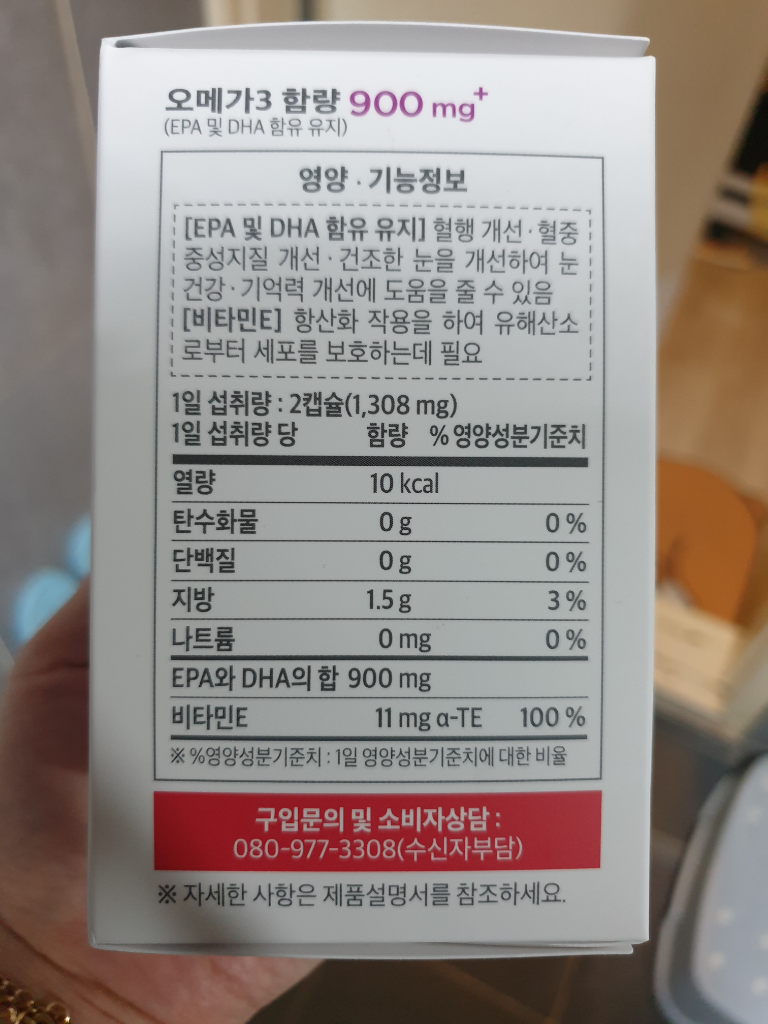 오메가3 함량 900 mg+
(EPA 및 DHA 함유 유지)
영양·기능정보
[EPA 및 DHA 함유 유지] 혈행 개선·혈중
중성지질 개선·건조한 눈을 개선하여 눈
건강·기억력 개선에 도움을 줄 수 있음
[비타민E] 항산화 작용을 하여 유해산소
로부터 세포를 보호하는데 필요
1일 섭취량 : 2캡슐(1,308 mg)
1일 섭취량 당 함량 % 영양성분기준치
열량 10 kcal
탄수화물 0 g 0 %
단백질 0 g 0 %
지방 1.5 g 3 %
나트륨 0 mg 0 %
EPA와 DHA의 합 900 mg
비타민E 11 mg α-TE 100 %
※ %영양성분기준치 : 1일 영양성분기준치에 대한 비율
구입문의 및 소비자상담 :
080-977-3308(수신자부담)
※ 자세한 사항은 제품설명서를 참조하세요.